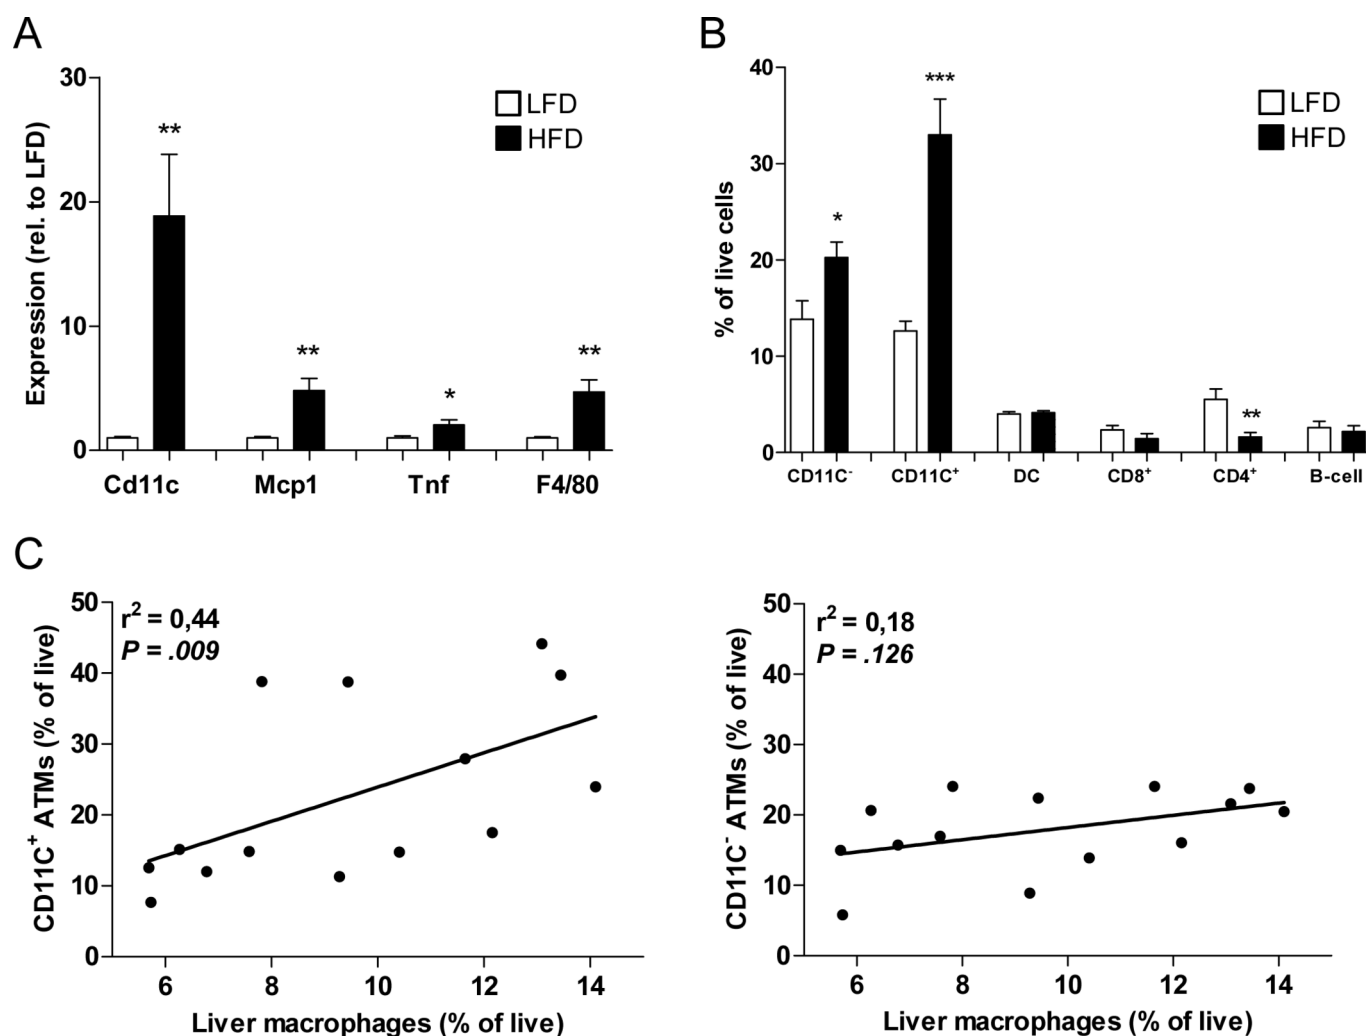 A
Expression (rel. to LFD)
30
20
10
0
LFD
HFD
**
**
*
**
Cd11c Mcp1 Tnf F4/80
B
% of live cells
40
30
20
10
0
LFD
HFD
*
***
**
CD11C⁻ CD11C⁺ DC CD8⁺ CD4⁺ B-cell
C
CD11C⁺ ATMs (% of live)
50
40
30
20
10
0
r² = 0,44
P = .009
6 8 10 12 14
Liver macrophages (% of live)
CD11C⁻ ATMs (% of live)
50
40
30
20
10
0
r² = 0,18
P = .126
6 8 10 12 14
Liver macrophages (% of live)